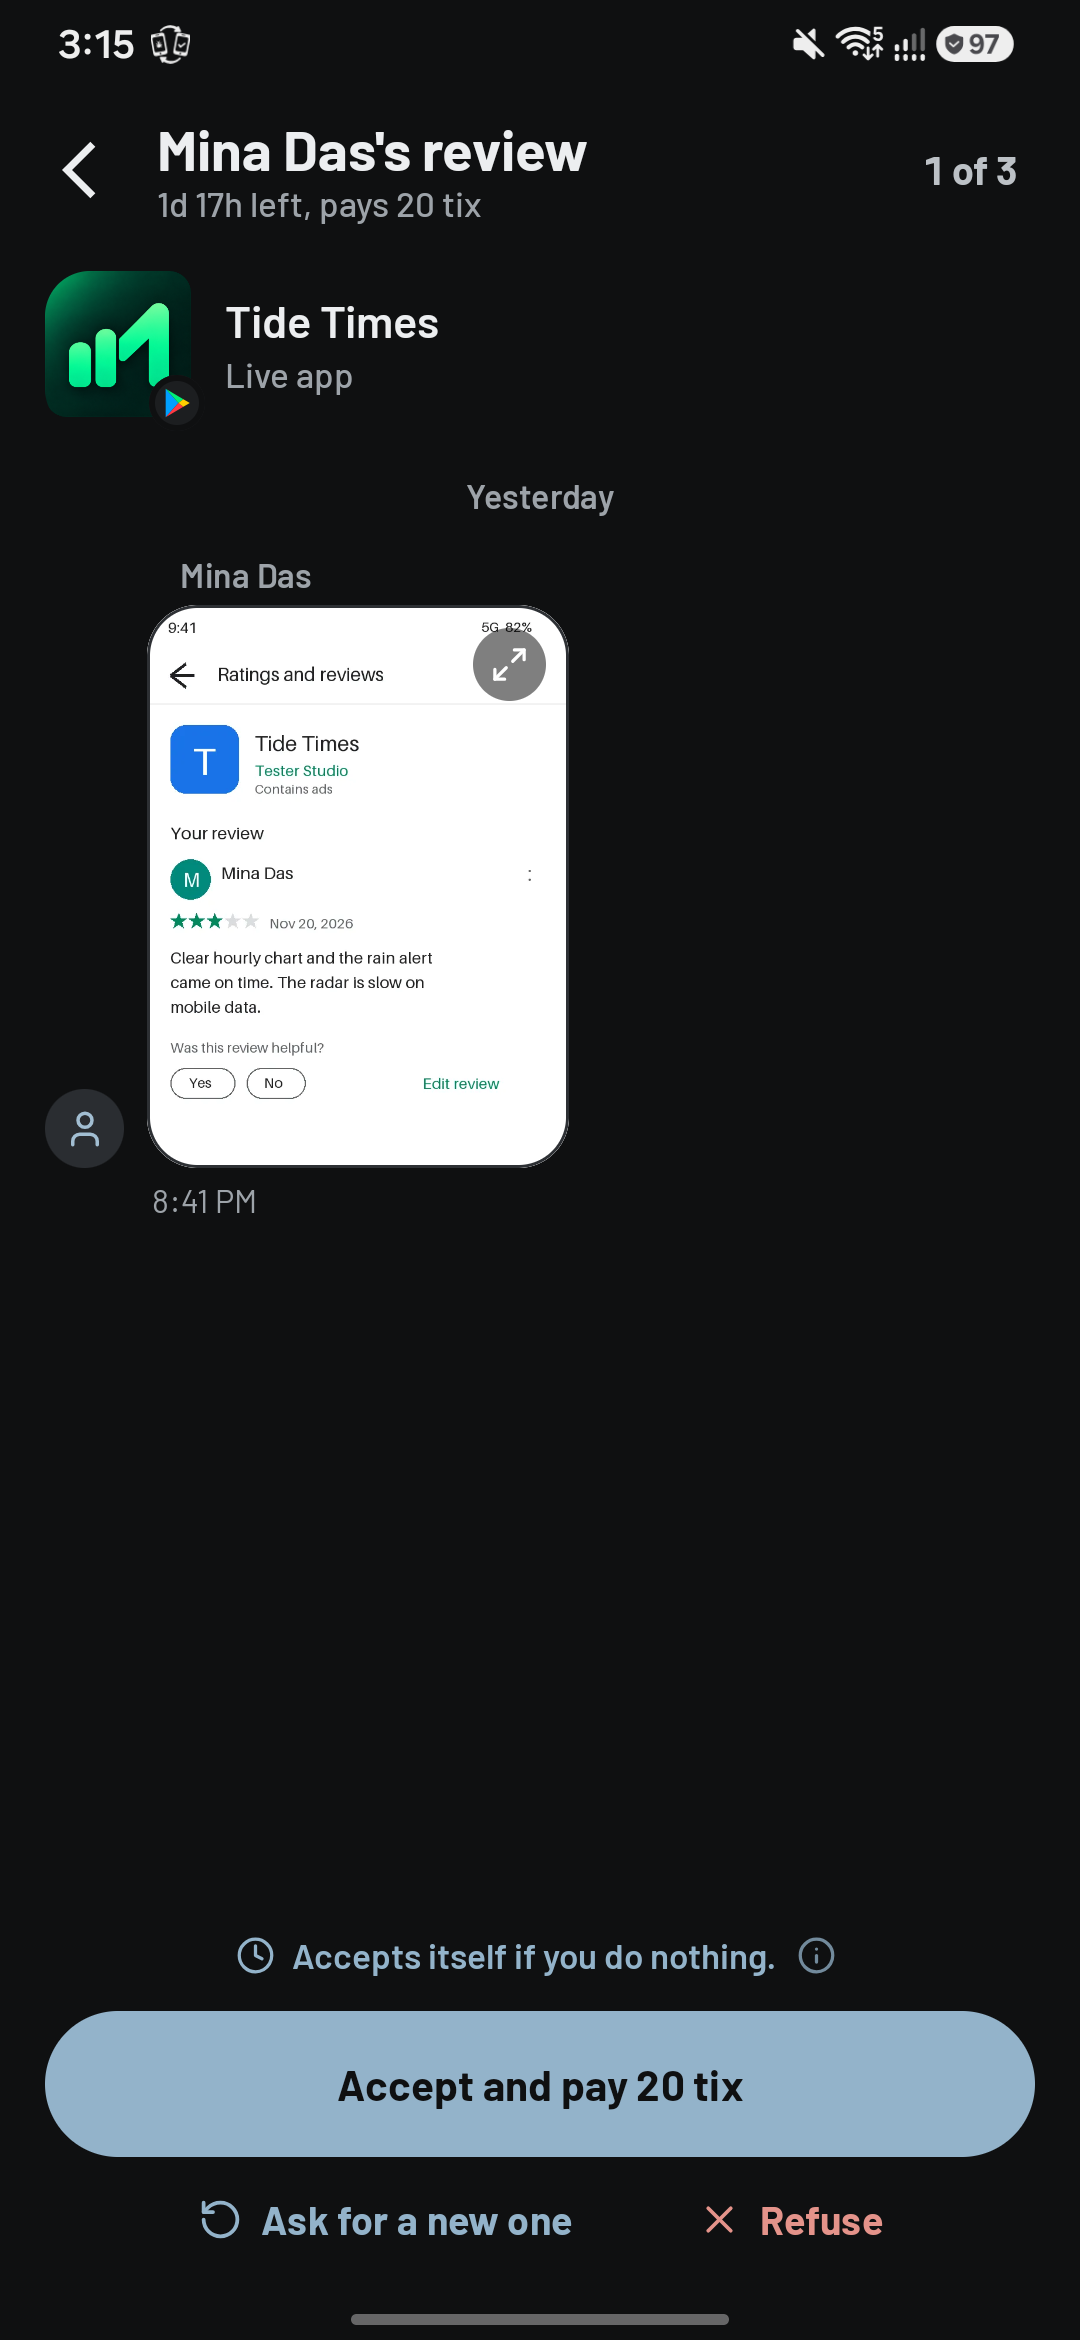 3:15
5
97
Mina Das's review
1 of 3
1d 17h left, pays 20 tix
Tide Times
Live app
Yesterday
Mina Das
9:41
5G 82%
Ratings and reviews
T
Tide Times
Tester Studio
Contains ads
Your review
M
Mina Das
Nov 20, 2026
Clear hourly chart and the rain alert
came on time. The radar is slow on
mobile data.
Was this review helpful?
Yes
No
Edit review
8:41 PM
Accepts itself if you do nothing.
Accept and pay 20 tix
Ask for a new one
Refuse